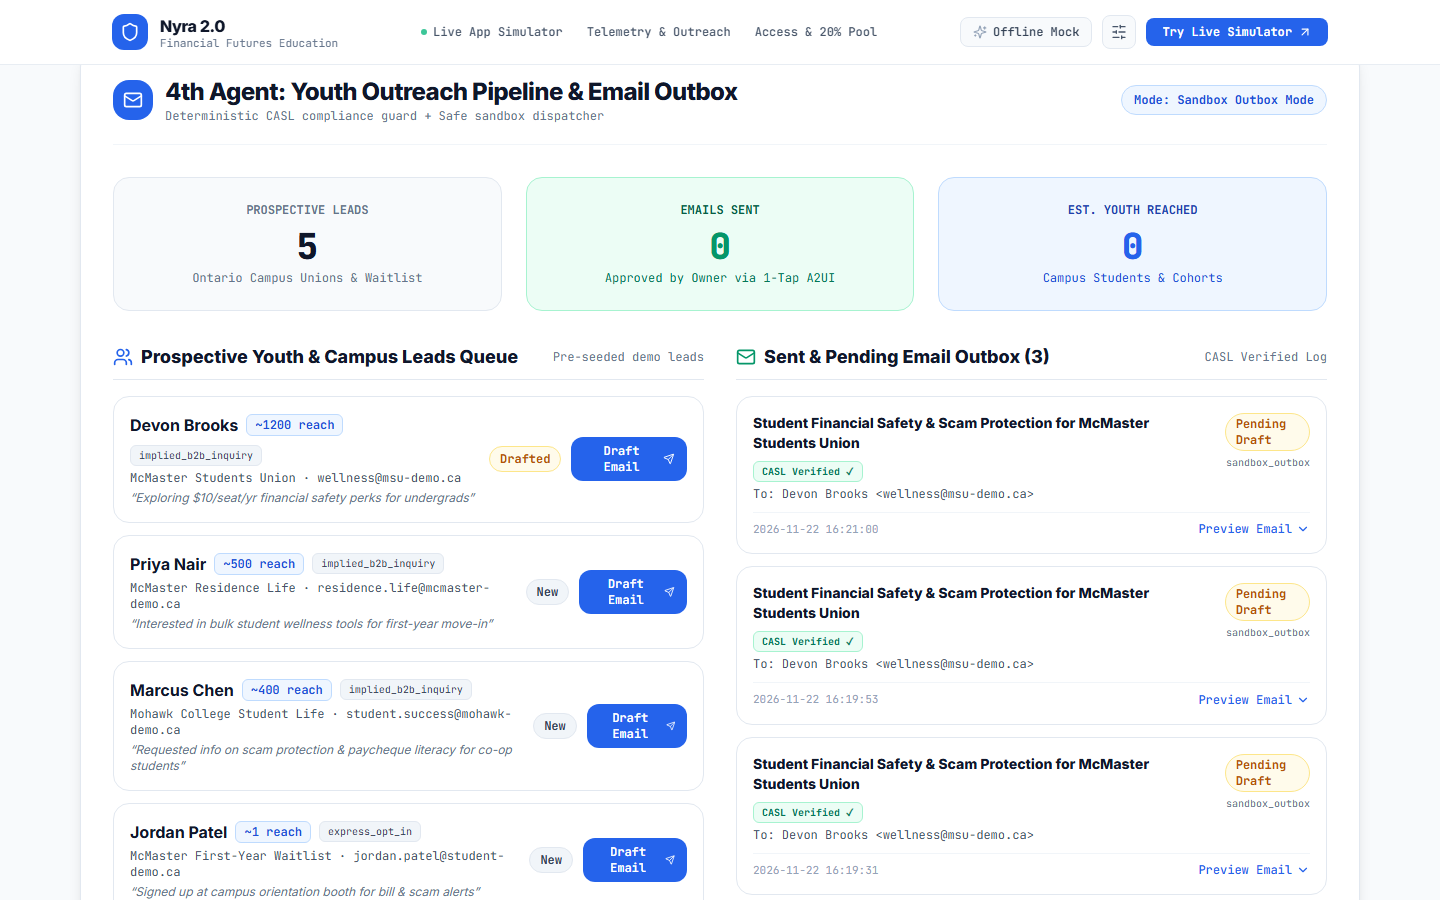 Nyra 2.0
Financial Futures Education
Live App Simulator
Telemetry & Outreach
Access & 20% Pool
Offline Mock
Try Live Simulator
4th Agent: Youth Outreach Pipeline & Email Outbox
Deterministic CASL compliance guard + Safe sandbox dispatcher
Mode: Sandbox Outbox Mode
PROSPECTIVE LEADS
5
Ontario Campus Unions & Waitlist
EMAILS SENT
0
Approved by Owner via 1-Tap A2UI
EST. YOUTH REACHED
0
Campus Students & Cohorts
Prospective Youth & Campus Leads Queue
Pre-seeded demo leads
Devon Brooks
~1200 reach
implied_b2b_inquiry
McMaster Students Union · wellness@msu-demo.ca
“Exploring $10/seat/yr financial safety perks for undergrads”
Drafted
Draft
Email
Priya Nair
~500 reach
implied_b2b_inquiry
McMaster Residence Life · residence.life@mcmaster-
demo.ca
“Interested in bulk student wellness tools for first-year move-in”
New
Draft
Email
Marcus Chen
~400 reach
implied_b2b_inquiry
Mohawk College Student Life · student.success@mohawk-
demo.ca
“Requested info on scam protection & paycheque literacy for co-op
students”
New
Draft
Email
Jordan Patel
~1 reach
express_opt_in
McMaster First-Year Waitlist · jordan.patel@student-
demo.ca
“Signed up at campus orientation booth for bill & scam alerts”
New
Draft
Email
Sent & Pending Email Outbox (3)
CASL Verified Log
Student Financial Safety & Scam Protection for McMaster
Students Union
CASL Verified ✓
To: Devon Brooks <wellness@msu-demo.ca>
Pending
Draft
sandbox_outbox
2026-11-22 16:21:00
Preview Email
Student Financial Safety & Scam Protection for McMaster
Students Union
CASL Verified ✓
To: Devon Brooks <wellness@msu-demo.ca>
Pending
Draft
sandbox_outbox
2026-11-22 16:19:53
Preview Email
Student Financial Safety & Scam Protection for McMaster
Students Union
CASL Verified ✓
To: Devon Brooks <wellness@msu-demo.ca>
Pending
Draft
sandbox_outbox
2026-11-22 16:19:31
Preview Email